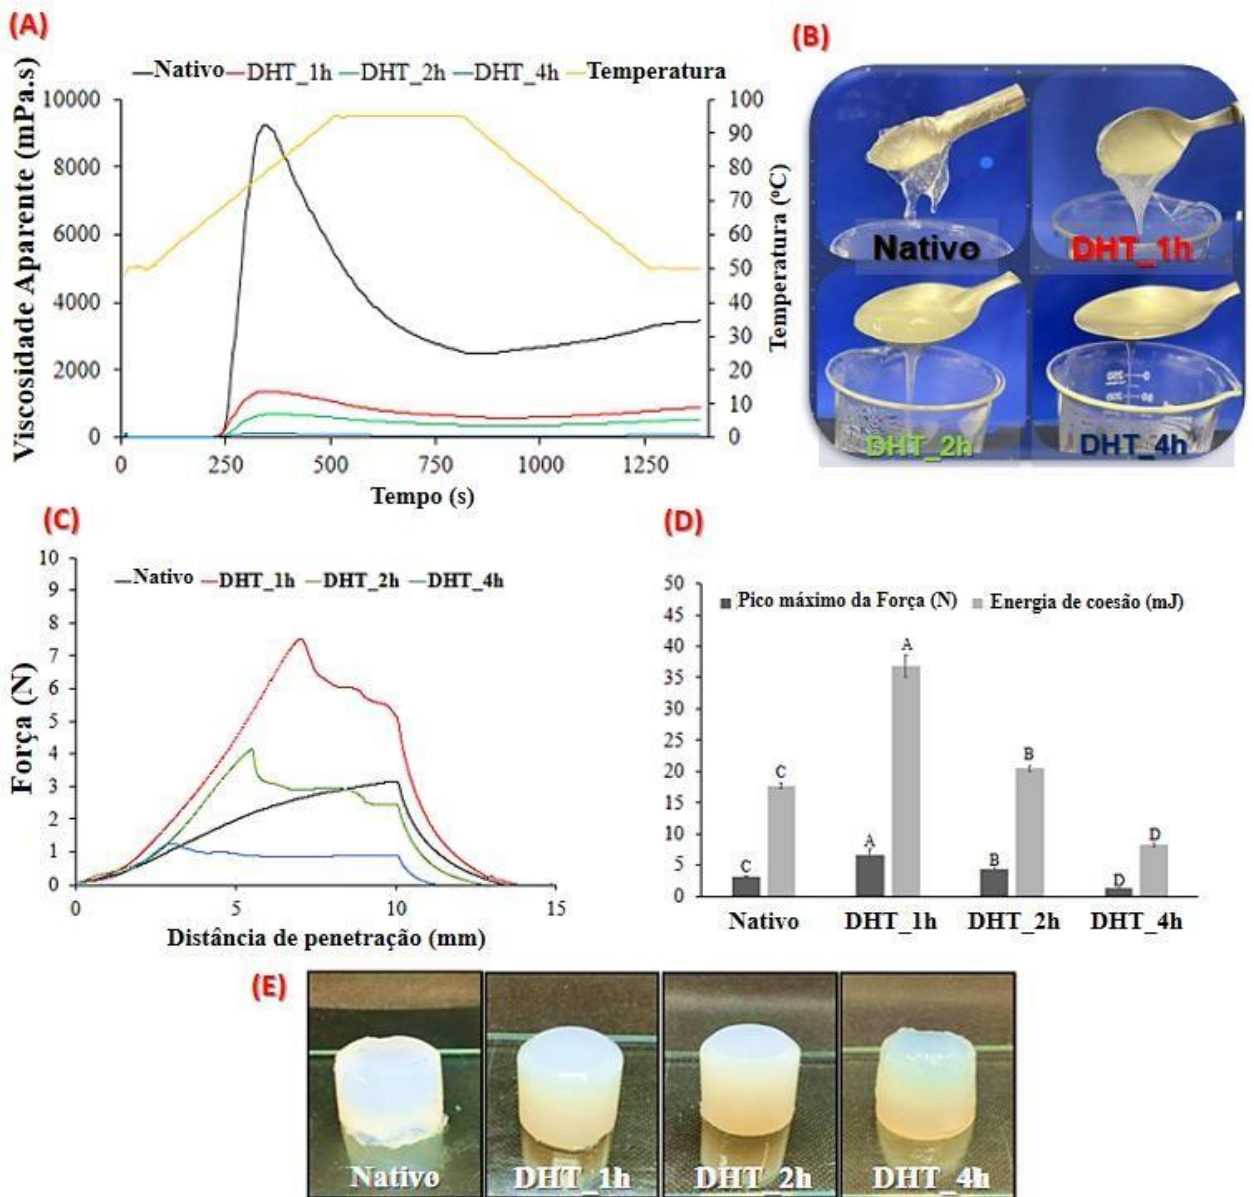 (A)
Nativo DHT_1h DHT_2h DHT_4h Temperatura
Viscosidade Aparente (mPa.s)
10000
8000
6000
4000
2000
0
100
90
80
70
60
50
40
30
20
10
0
Temperatura (ºC)
0 250 500 750 1000 1250
Tempo (s)
(B)
Nativo
DHT_1h
DHT_2h
DHT_4h
(C)
Nativo DHT_1h DHT_2h DHT_4h
Força (N)
10
9
8
7
6
5
4
3
2
1
0
0 5 10 15
Distância de penetração (mm)
(D)
Pico máximo da Força (N) Energia de coesão (mJ)
50
45
40
35
30
25
20
15
10
5
0
C C A A B B D D
Nativo DHT_1h DHT_2h DHT_4h
(E)
Nativo DHT_1h DHT_2h DHT_4h